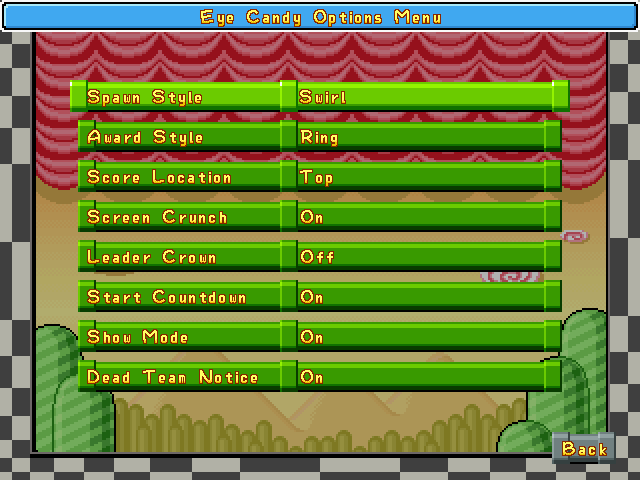 Eye Candy Options Menu
Spawn Style Swirl
Award Style Ring
Score Location Top
Screen Crunch On
Leader Crown Off
Start Countdown On
Show Mode On
Dead Team Notice On
Back